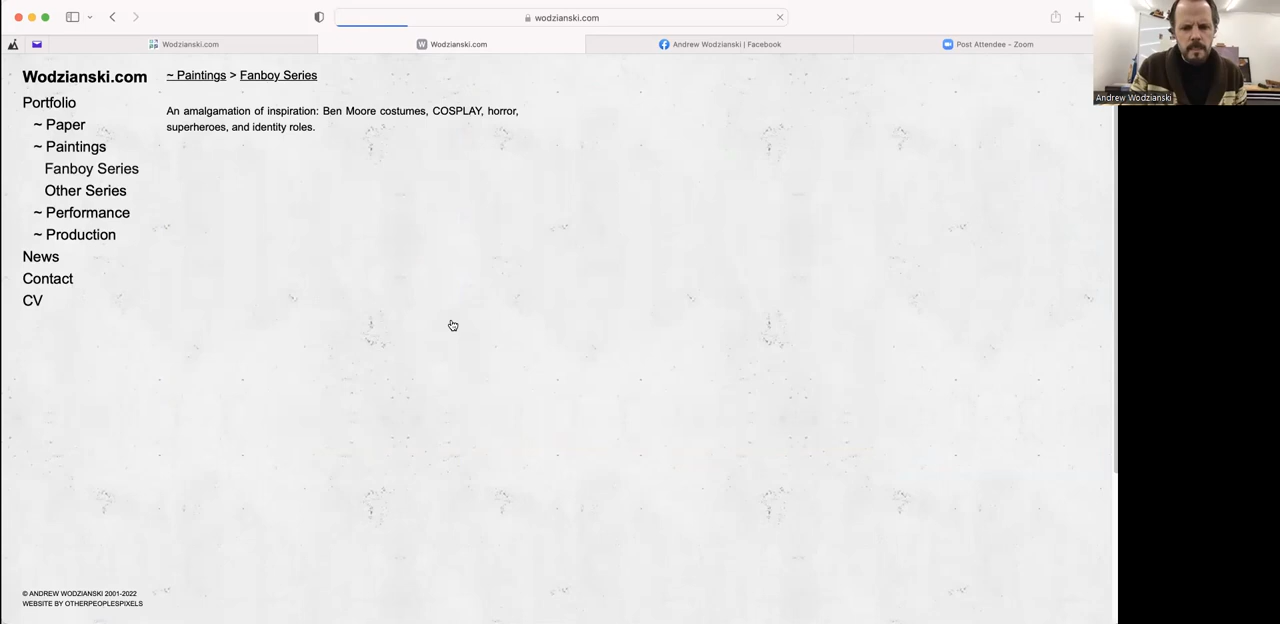 wodzianski.com
Wodzianski.com
Wodzianski.com
Andrew Wodzianski | Facebook
Post Attendee – Zoom
Andrew Wodzianski
Wodzianski.com
Portfolio
~ Paper
~ Paintings
Fanboy Series
Other Series
~ Performance
~ Production
News
Contact
CV
~ Paintings > Fanboy Series
An amalgamation of inspiration: Ben Moore costumes, COSPLAY, horror,
superheroes, and identity roles.
© ANDREW WODZIANSKI 2001-2022
WEBSITE BY OTHERPEOPLESPIXELS